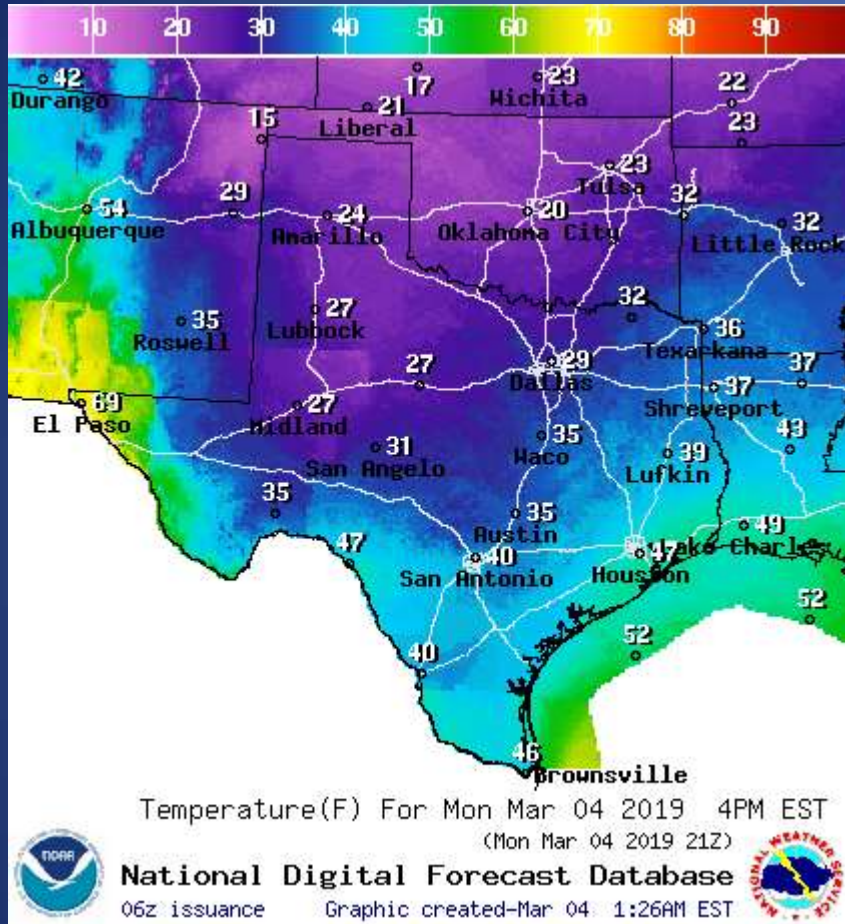 10 20 30 40 50 60 70 80 90
42
Durango
17
23
Wichita
22
21
Liberal
15
23
23
Tulsa
54
Albuquerque
29
24
Amarillo
20
Oklahoma City
32
32
Little Rock
35
Roswell
27
Lubbock
32
36
Texarkana
29
Dallas
27
37
Shreveport
37
69
El Paso
27
Midland
31
San Angelo
35
Waco
39
Lufkin
43
35
35
Austin
49
Lake Charles
47
40
San Antonio
47
Houston
52
52
40
46
Brownsville
Temperature(F) For Mon Mar 04 2019 4PM EST
(Mon Mar 04 2019 21Z)
NOAA
National Digital Forecast Database
06z issuance Graphic created-Mar 04 1:26AM EST
NATIONAL WEATHER SERVICE